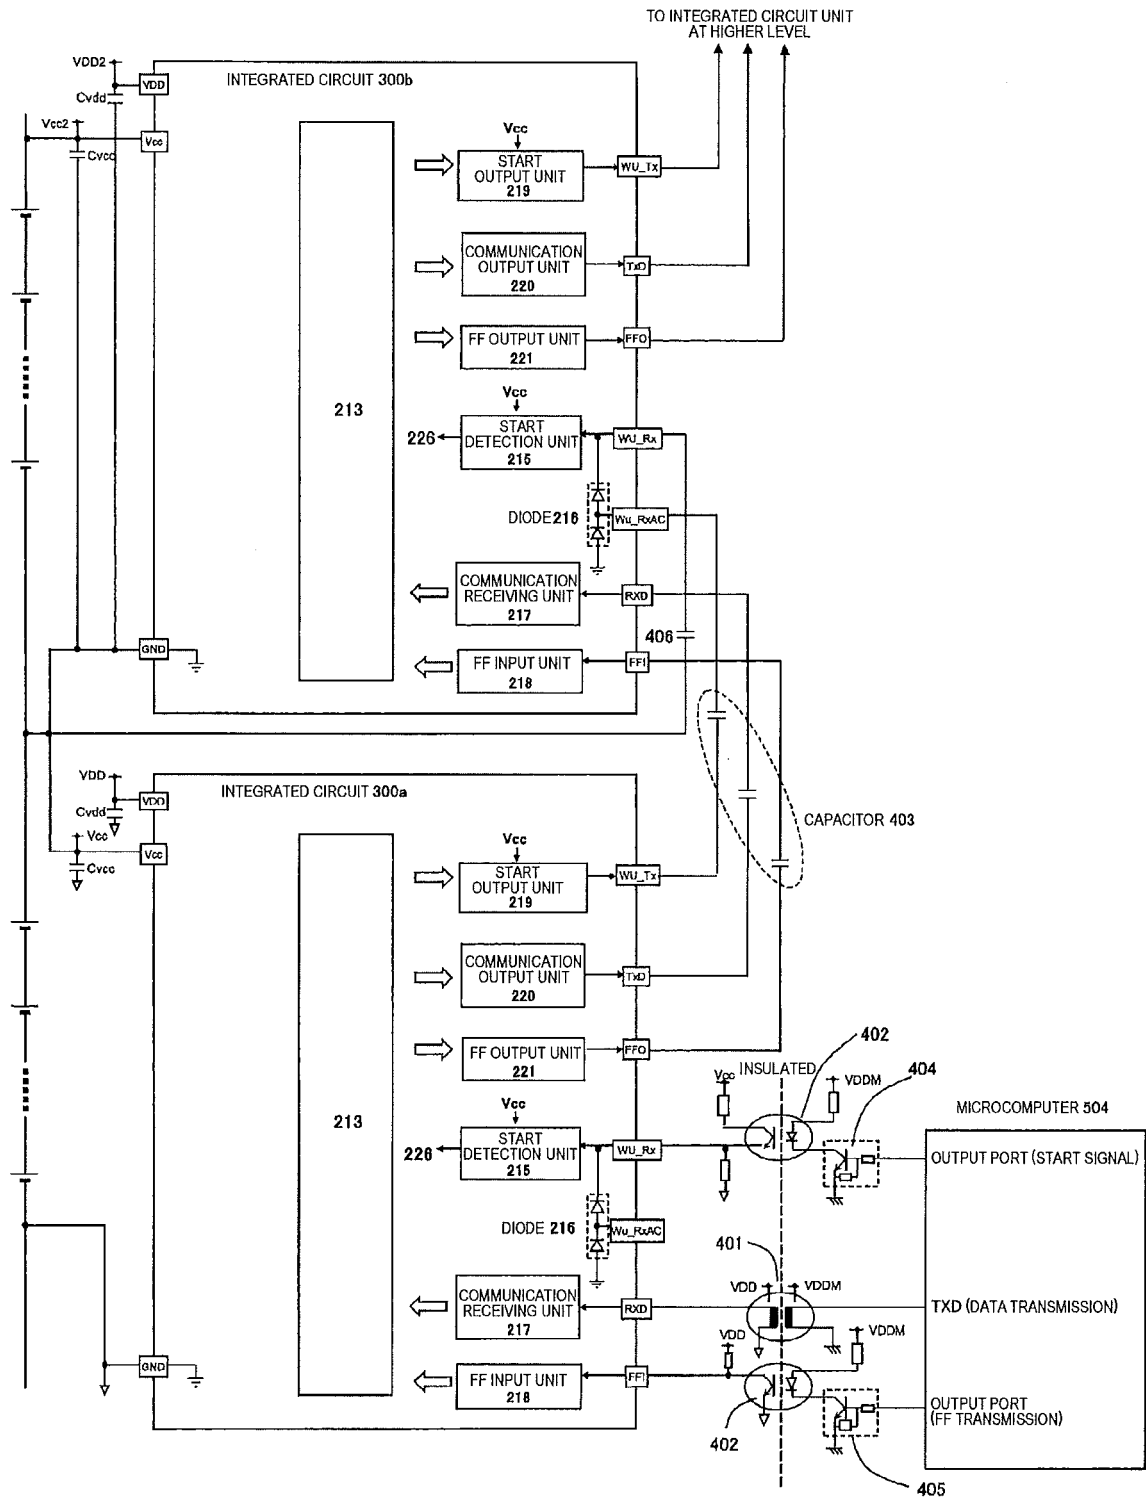 TO INTEGRATED CIRCUIT UNIT
AT HIGHER LEVEL
VDD2
VDD
Cvdd
INTEGRATED CIRCUIT 300b
Vcc2
Vcc
Cvcc
Vcc
START
OUTPUT UNIT
219
WU_Tx
COMMUNICATION
OUTPUT UNIT
220
TxD
FF OUTPUT UNIT
221
FFO
213
Vcc
226
START
DETECTION UNIT
215
WU_Rx
DIODE 216
Wu_RxAC
COMMUNICATION
RECEIVING UNIT
217
RXD
406
GND
FF INPUT UNIT
218
FFI
VDD
VDD
Cvdd
INTEGRATED CIRCUIT 300a
Vcc
Vcc
Cvcc
CAPACITOR 403
Vcc
START
OUTPUT UNIT
219
WU_Tx
COMMUNICATION
OUTPUT UNIT
220
TxD
FF OUTPUT UNIT
221
FFO
402
Vcc
INSULATED
VDDM
404
MICROCOMPUTER 504
213
Vcc
226
START
DETECTION UNIT
215
WU_Rx
OUTPUT PORT (START SIGNAL)
DIODE 216
Wu_RxAC
401
VDD
VDDM
COMMUNICATION
RECEIVING UNIT
217
RXD
TXD (DATA TRANSMISSION)
VDD
VDDM
GND
FF INPUT UNIT
218
FFI
OUTPUT PORT
(FF TRANSMISSION)
402
405